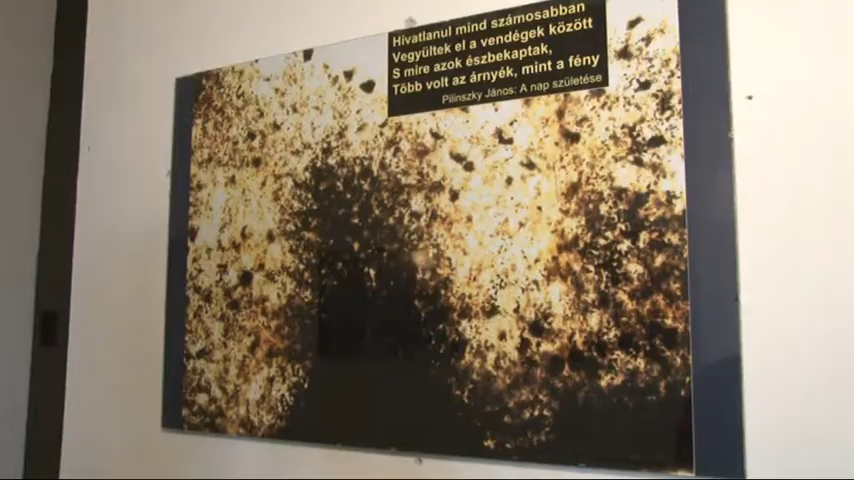 Hívatlanul mind számosabban
Vegyültek el a vendégek között
S mire azok észbekaptak,
Több volt az árnyék, mint a fény
Pilinszky János: A nap születése